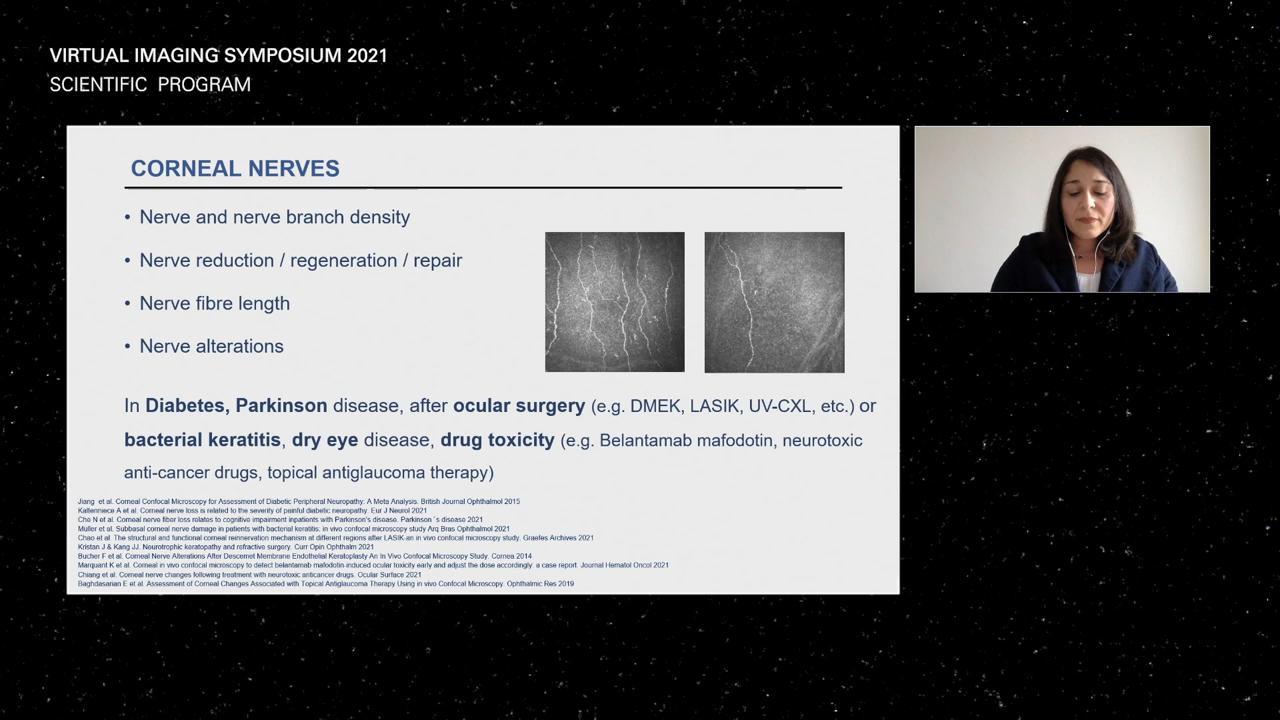 VIRTUAL IMAGING SYMPOSIUM 2021
SCIENTIFIC PROGRAM
CORNEAL NERVES
• Nerve and nerve branch density
• Nerve reduction / regeneration / repair
• Nerve fibre length
• Nerve alterations
In Diabetes, Parkinson disease, after ocular surgery (e.g. DMEK, LASIK, UV-CXL, etc.) or
bacterial keratitis, dry eye disease, drug toxicity (e.g. Belantamab mafodotin, neurotoxic
anti-cancer drugs, topical antiglaucoma therapy)
Jiang et al. Corneal Confocal Microscopy for Assessment of Diabetic Peripheral Neuropathy: A Meta Analysis. British Journal Ophthalmol 2015
Kalteniece A et al. Corneal nerve loss is related to the severity of painful diabetic neuropathy. Eur J Neurol 2021
Che N et al. Corneal nerve fiber loss relates to cognitive impairment inpatients with Parkinson's disease. Parkinson´s disease 2021
Müller et al. Subbasal corneal nerve damage in patients with bacterial keratitis: in vivo confocal microscopy study Arq Bras Ophthalmol 2021
Chao et al. The structural and functional corneal reinnervation mechanism at different regions after LASIK-an in vivo confocal microscopy study. Graefes Archives 2021
Kristan J & Kang JJ. Neurotrophic keratopathy and refractive surgery. Curr Opin Ophthalm 2021
Bucher F et al. Corneal Nerve Alterations After Descemet Membrane Endothelial Keratoplasty An In Vivo Confocal Microscopy Study. Cornea 2014
Marquant K et al. Corneal in vivo confocal microscopy to detect belantamab mafodotin-induced ocular toxicity early and adjust the dose accordingly: a case report. Journal Hematol Oncol 2021
Chiang et al. Corneal nerve changes following treatment with neurotoxic anticancer drugs. Ocular Surface 2021
Baghdasarian E et al. Assessment of Corneal Changes Associated with Topical Antiglaucoma Therapy Using in vivo Confocal Microscopy. Ophthalmic Res 2019